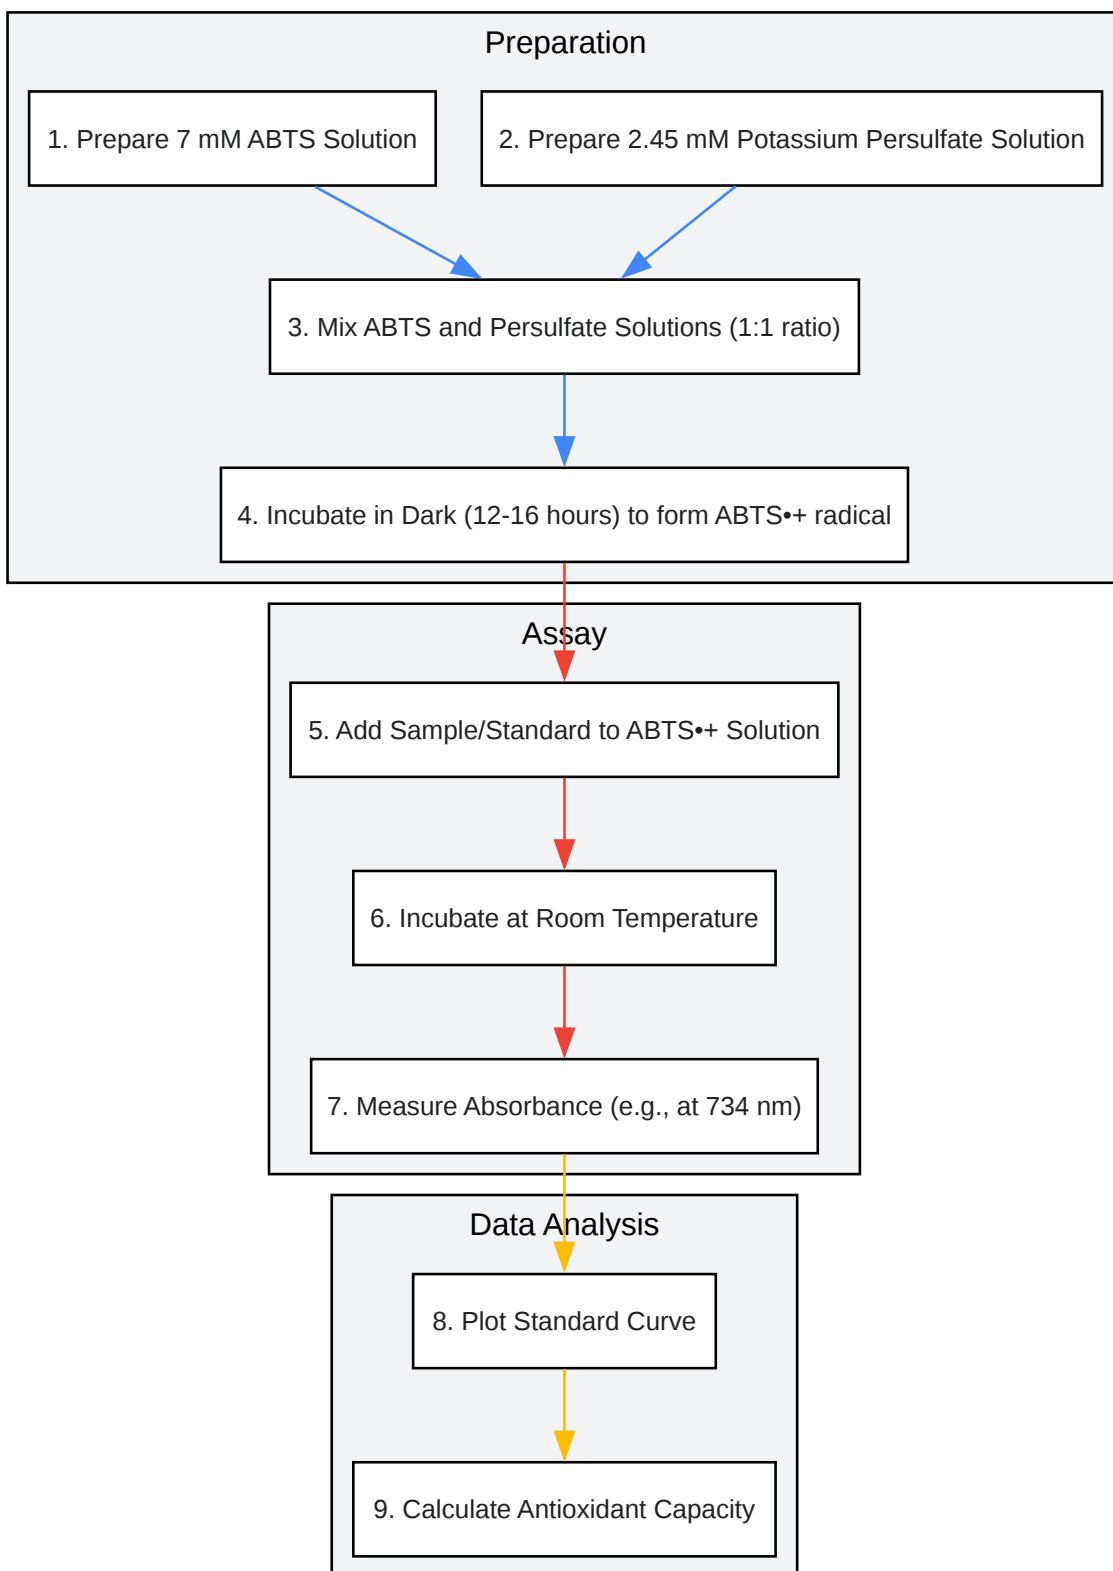 Preparation
1. Prepare 7 mM ABTS Solution
2. Prepare 2.45 mM Potassium Persulfate Solution
3. Mix ABTS and Persulfate Solutions (1:1 ratio)
4. Incubate in Dark (12-16 hours) to form ABTS•+ radical
Assay
5. Add Sample/Standard to ABTS•+ Solution
6. Incubate at Room Temperature
7. Measure Absorbance (e.g., at 734 nm)
Data Analysis
8. Plot Standard Curve
9. Calculate Antioxidant Capacity